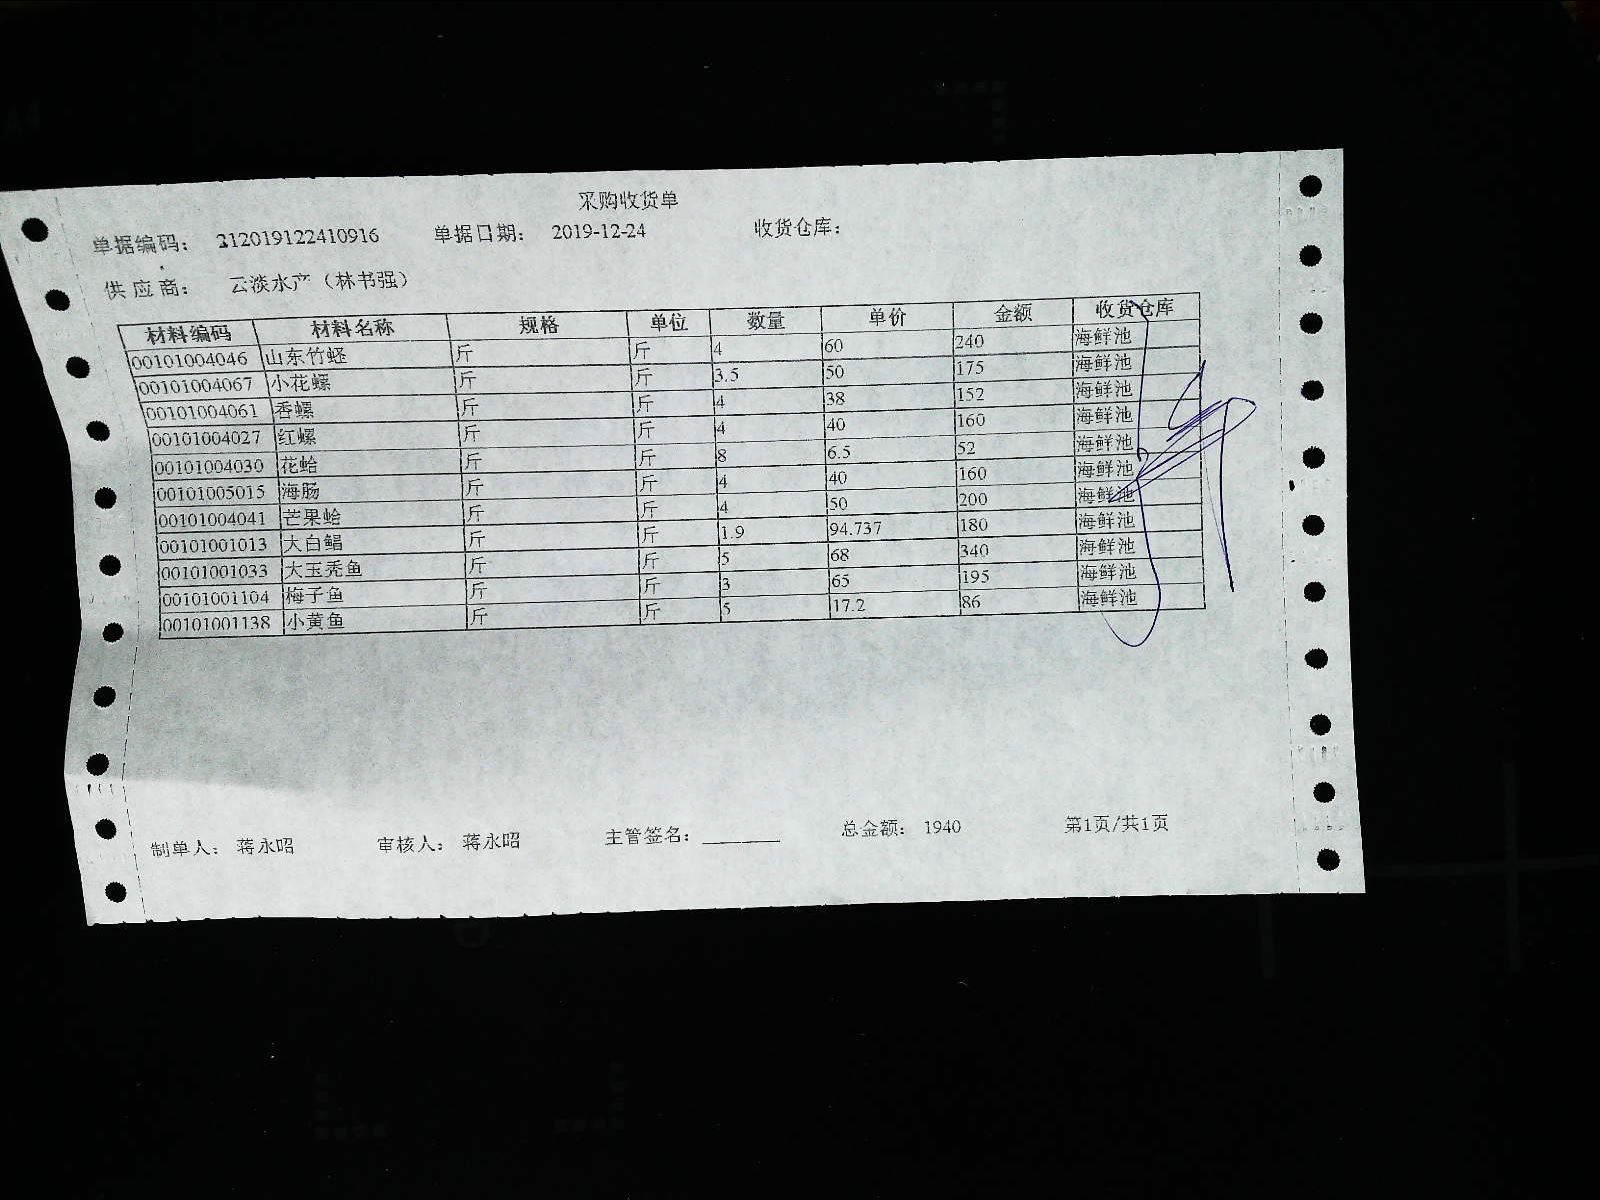 采购收货单
单据编码： 312019122410916 单据日期： 2019-12-24 收货仓库：
供 应 商： 云淡水产（林书强）
材料编码 材料名称 规格 单位 数量 单价 金额 收货仓库
00101004046 山东竹蛏 斤 斤 4 60 240 海鲜池
00101004067 小花螺 斤 斤 3.5 50 175 海鲜池
00101004061 香螺 斤 斤 4 38 152 海鲜池
00101004027 红螺 斤 斤 4 40 160 海鲜池
00101004030 花蛤 斤 斤 8 6.5 52 海鲜池
00101005015 海肠 斤 斤 4 40 160 海鲜池
00101004041 芒果蛤 斤 斤 4 50 200 海鲜池
00101001013 大白鲳 斤 斤 1.9 94.737 180 海鲜池
00101001033 大玉秃鱼 斤 斤 5 68 340 海鲜池
00101001104 梅子鱼 斤 斤 3 65 195 海鲜池
00101001138 小黄鱼 斤 斤 5 17.2 86 海鲜池
制单人： 蒋永昭 审核人： 蒋永昭 主管签名： 总金额： 1940 第1页/共1页